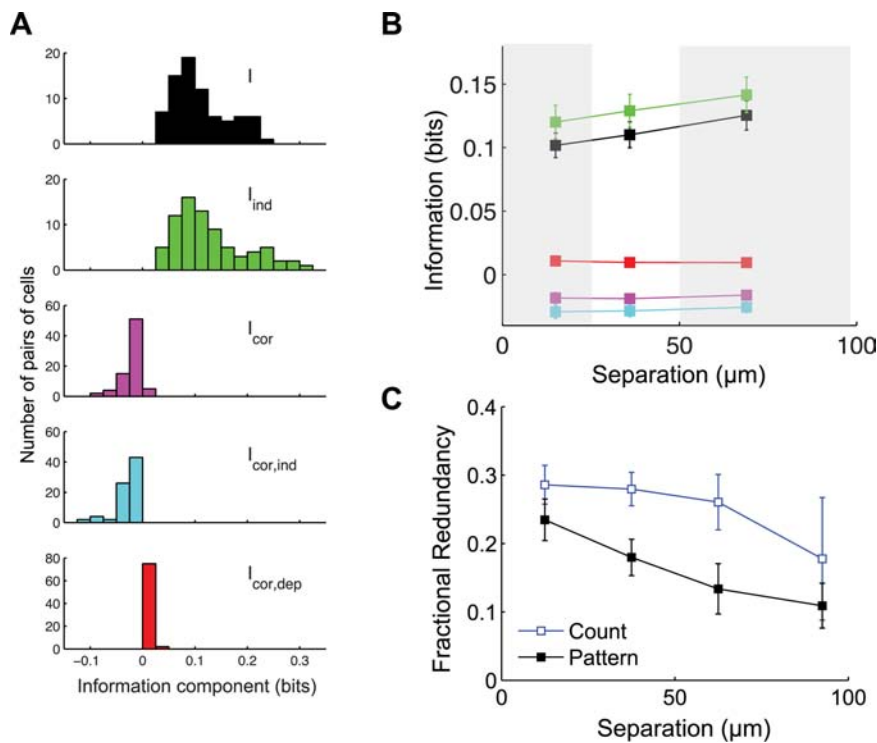 A
20
10
0
I
20
10
0
I_ind
60
40
20
0
I_cor
60
40
20
0
I_cor,ind
80
60
40
20
0
I_cor,dep
−0.1 0 0.1 0.2 0.3
Information component (bits)
Number of pairs of cells
B
0.15
0.1
0.05
0
Information (bits)
0 50 100
Separation (μm)
C
0.4
0.3
0.2
0.1
0
Fractional Redundancy
Count
Pattern
0 50 100
Separation (μm)